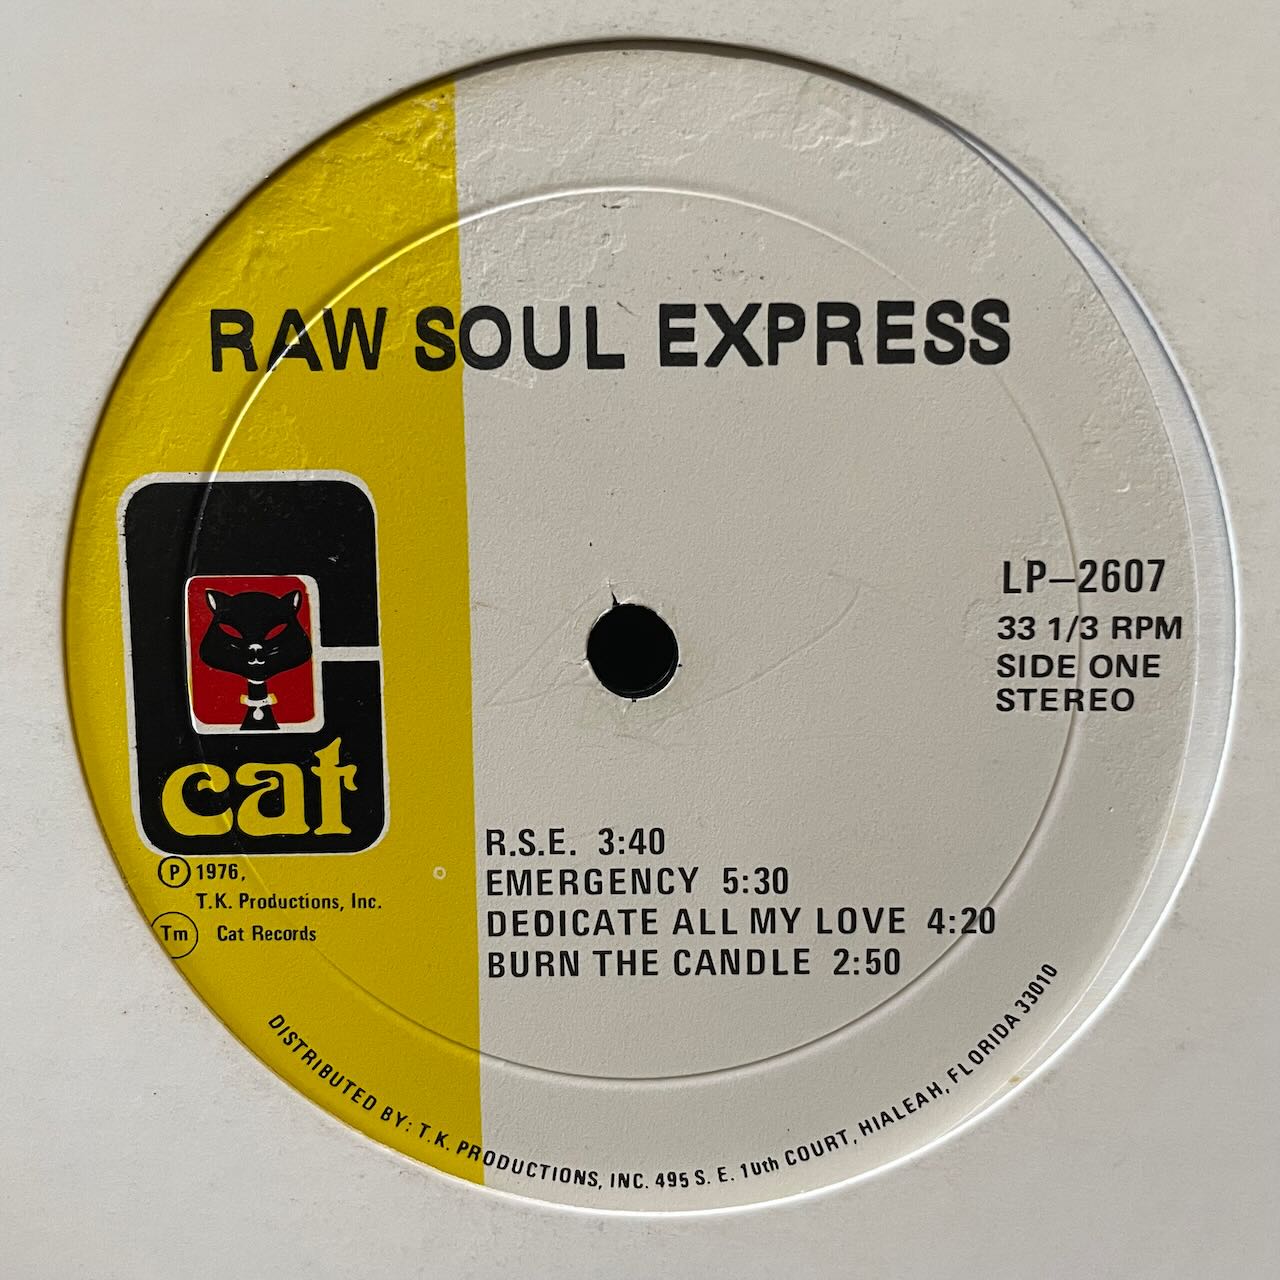 RAW SOUL EXPRESS
LP-2607
33 1/3 RPM
SIDE ONE
STEREO
cat
R.S.E. 3:40
EMERGENCY 5:30
DEDICATE ALL MY LOVE 4:20
BURN THE CANDLE 2:50
Ⓟ 1976,
T.K. Productions, Inc.
Tm Cat Records
DISTRIBUTED BY: T.K. PRODUCTIONS, INC. 495 S. E. 10th COURT, HIALEAH, FLORIDA 33010